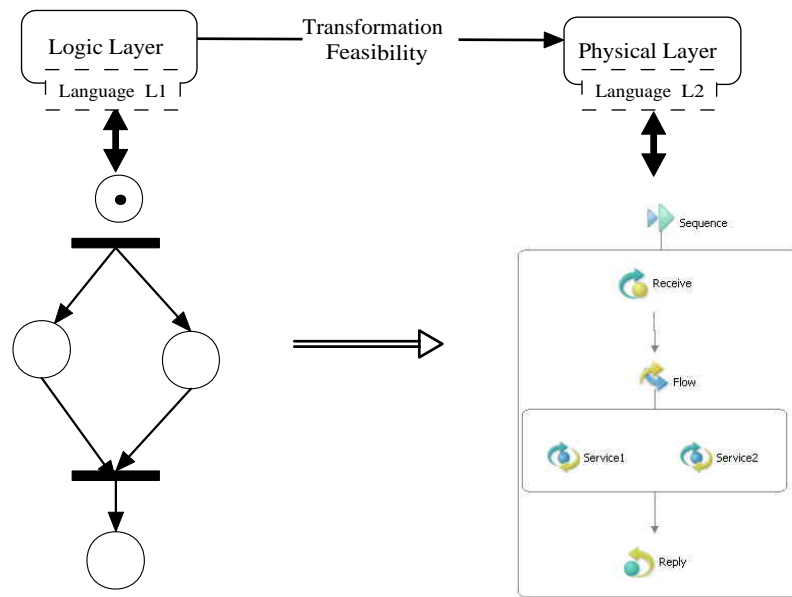 Logic Layer
Language L1
Transformation
Feasibility
Physical Layer
Language L2
Sequence
Receive
Flow
Service1
Service2
Reply